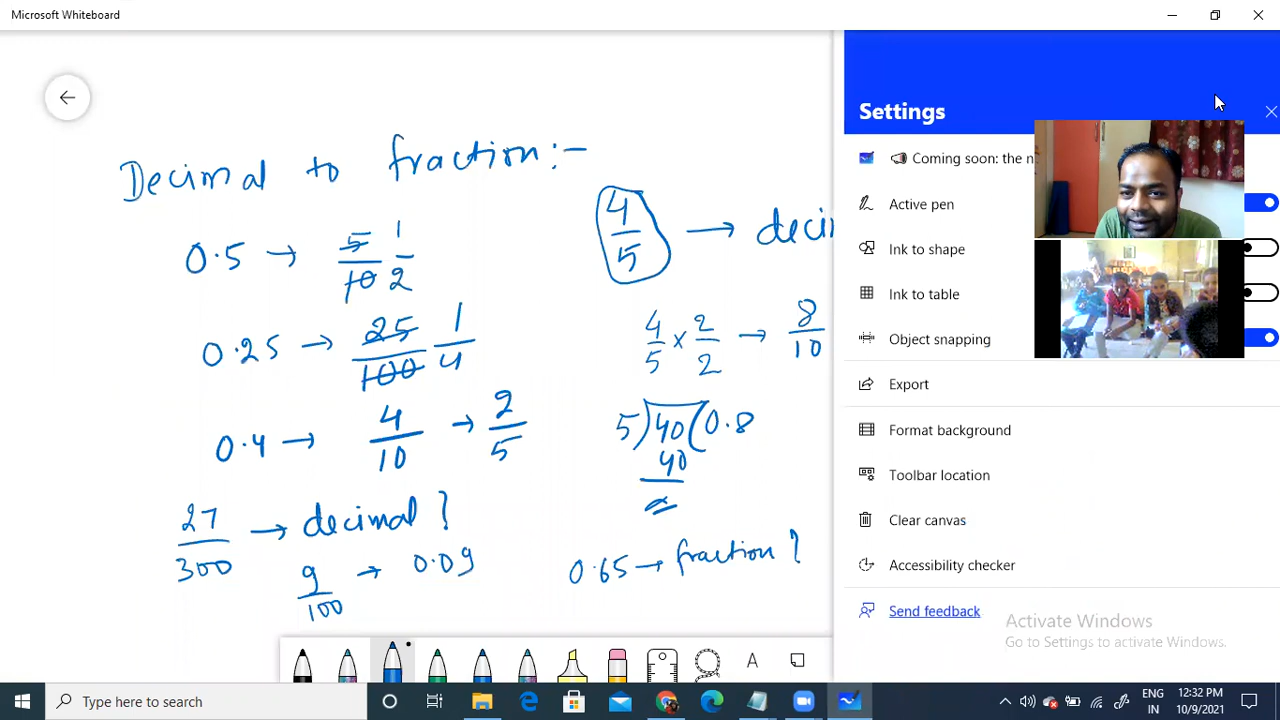 Microsoft Whiteboard
Decimal to fraction:-
0.5 → 5/10 1/2
0.25 → 25/100 1/4
0.4 → 4/10 → 2/5
27/300 → decimal?
9/100 → 0.09
4/5 → deci
4/5 × 2/2 → 8/10
5)40(0.8
40
0.65 → fraction?
Settings
Coming soon: the n
Active pen
Ink to shape
Ink to table
Object snapping
Export
Format background
Toolbar location
Clear canvas
Accessibility checker
Send feedback
Activate Windows
Go to Settings to activate Windows.
A
Type here to search
ENG
IN
12:32 PM
10/9/2021